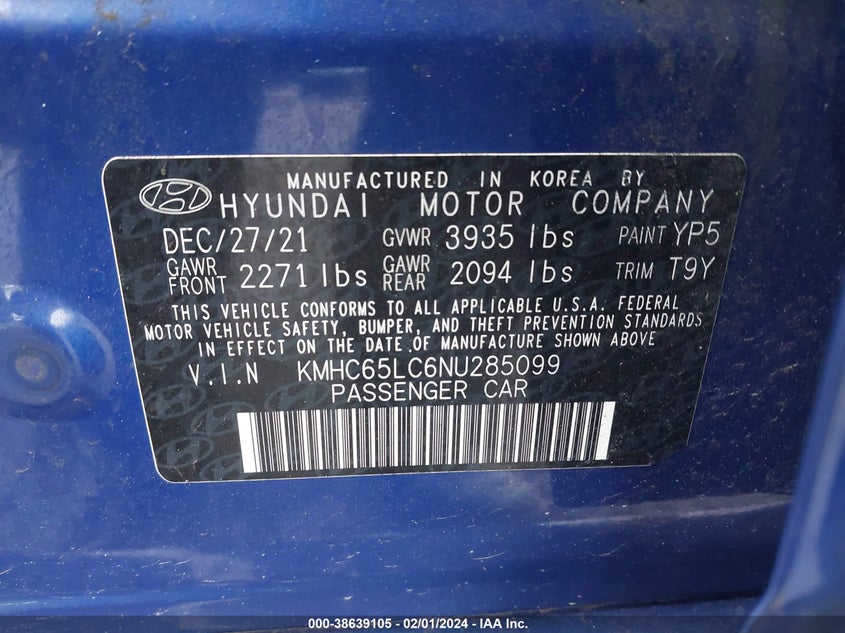 MANUFACTURED IN KOREA BY
HYUNDAI MOTOR COMPANY
DEC/27/21 GVWR 3935 lbs PAINT YP5
GAWR FRONT 2271 lbs GAWR REAR 2094 lbs TRIM T9Y
THIS VEHICLE CONFORMS TO ALL APPLICABLE U.S.A. FEDERAL
MOTOR VEHICLE SAFETY, BUMPER, AND THEFT PREVENTION STANDARDS
IN EFFECT ON THE DATE OF MANUFACTURE SHOWN ABOVE
V.I.N KMHC65LC6NU285099
PASSENGER CAR
000-38639105 - 02/01/2024 - IAA Inc.